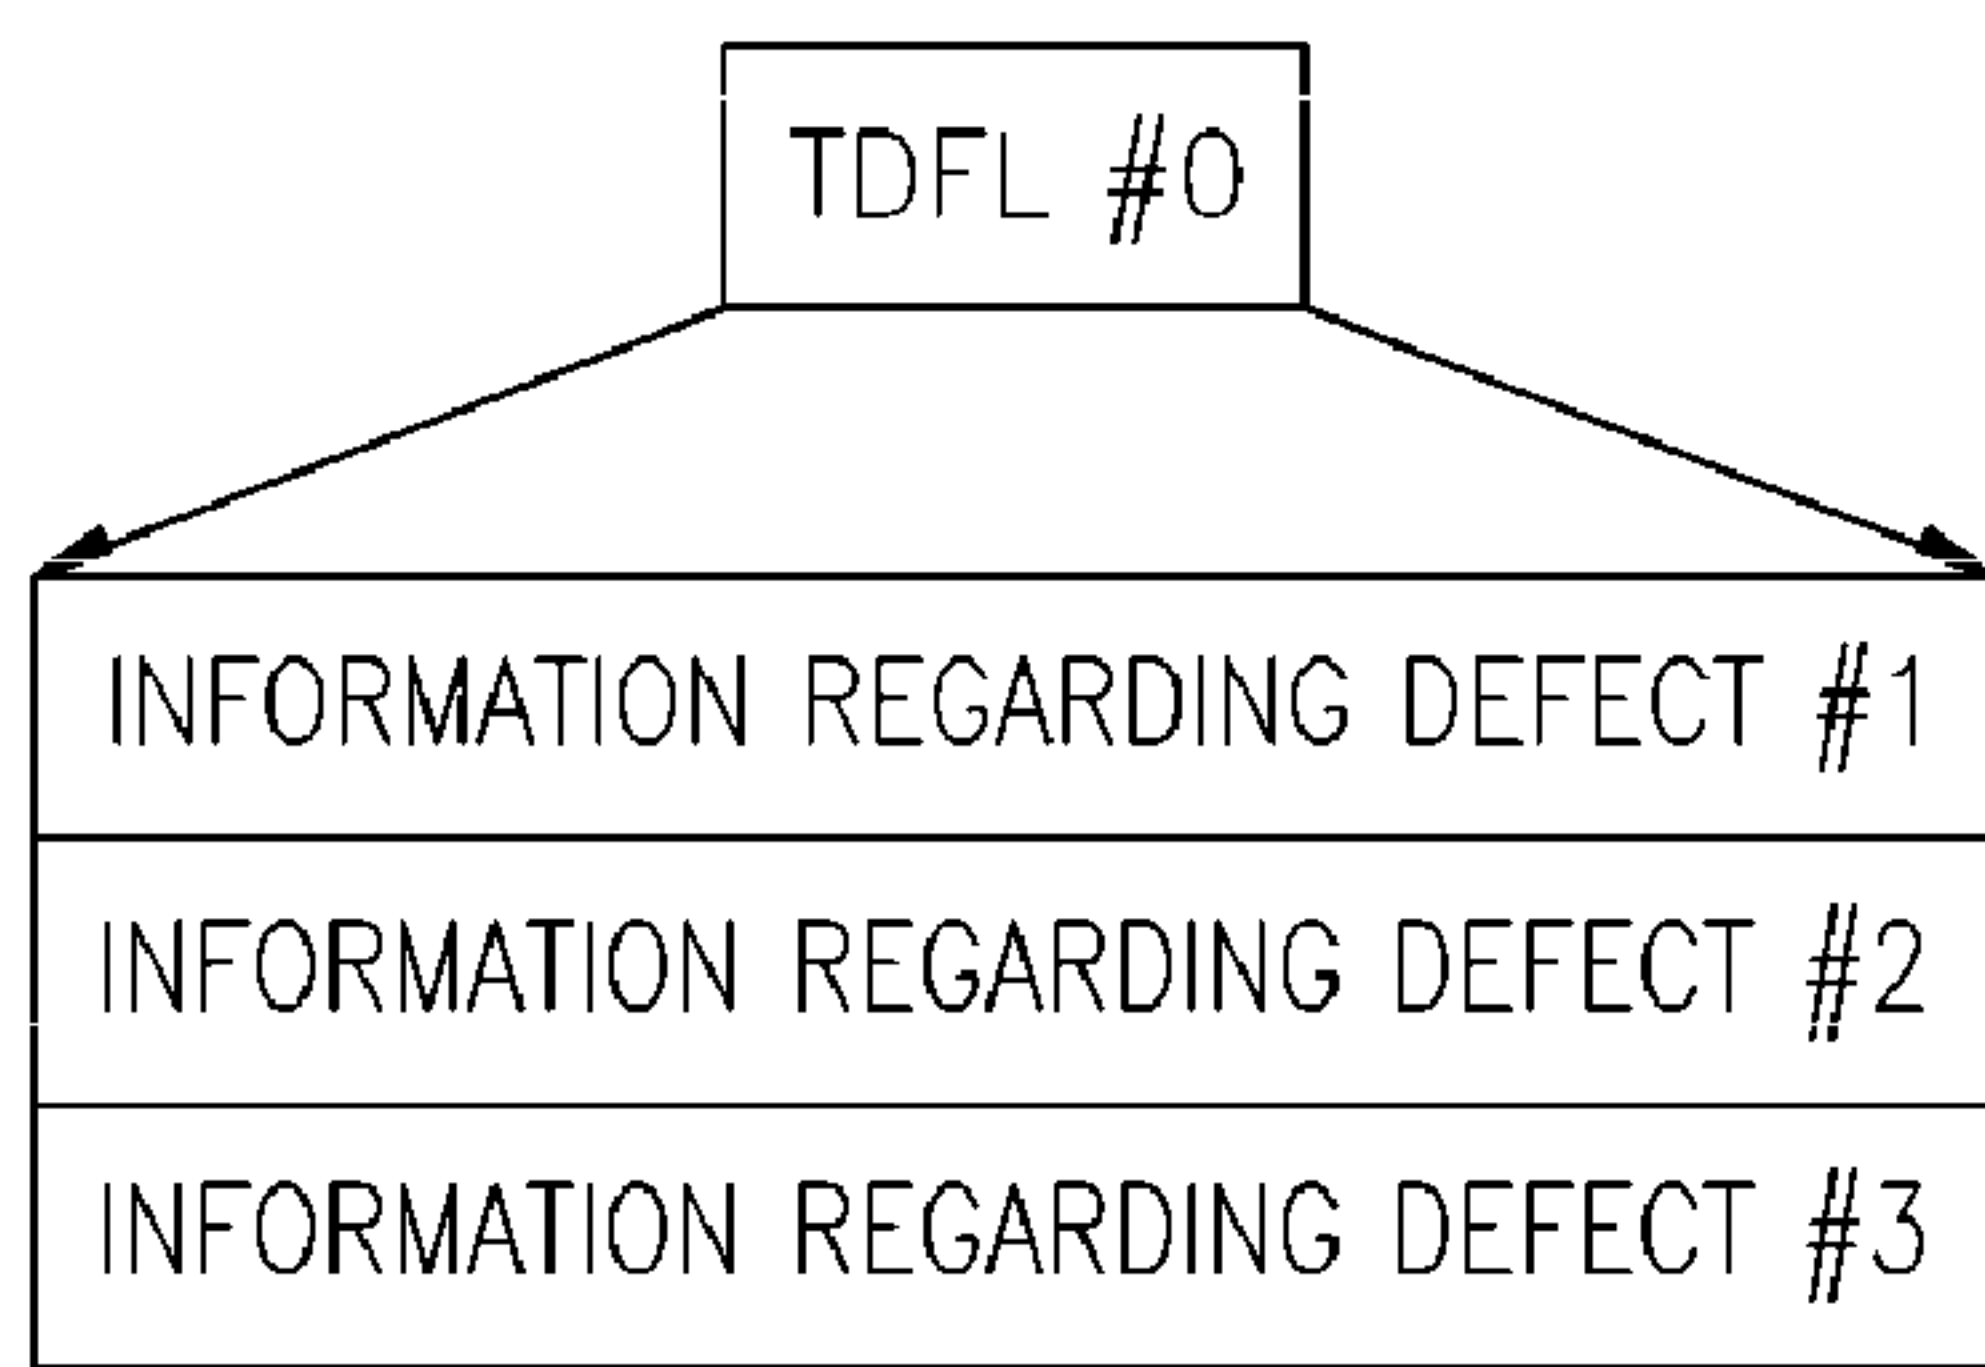 TDFL #0
INFORMATION REGARDING DEFECT #1
INFORMATION REGARDING DEFECT #2
INFORMATION REGARDING DEFECT #3